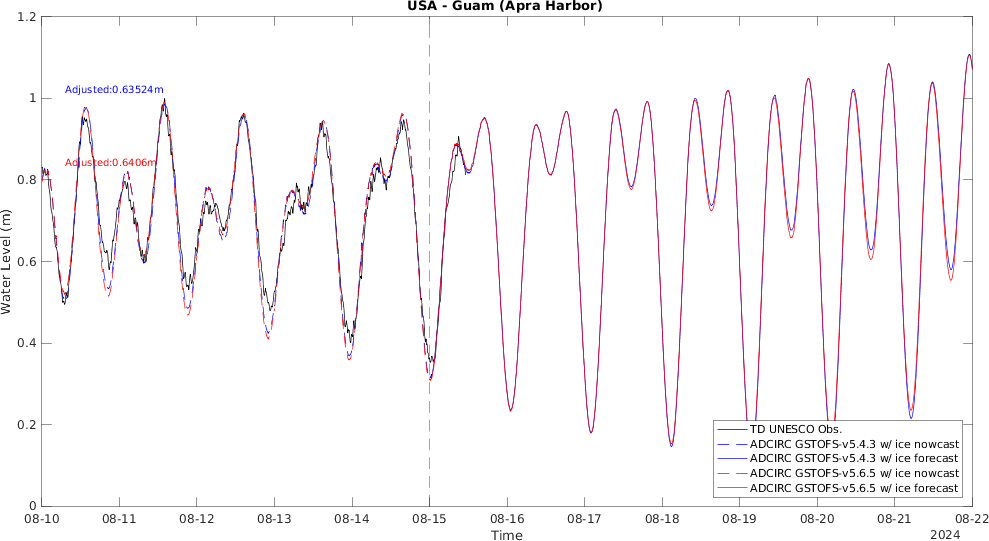 USA - Guam (Apra Harbor)
1.2
1
0.8
0.6
0.4
0.2
0
Water Level (m)
Adjusted:0.63524m
Adjusted:0.6406m
TD UNESCO Obs.
ADCIRC GSTOFS-v5.4.3 w/ ice nowcast
ADCIRC GSTOFS-v5.4.3 w/ ice forecast
ADCIRC GSTOFS-v5.6.5 w/ ice nowcast
ADCIRC GSTOFS-v5.6.5 w/ ice forecast
08-10 08-11 08-12 08-13 08-14 08-15 08-16 08-17 08-18 08-19 08-20 08-21 08-22
Time
2024